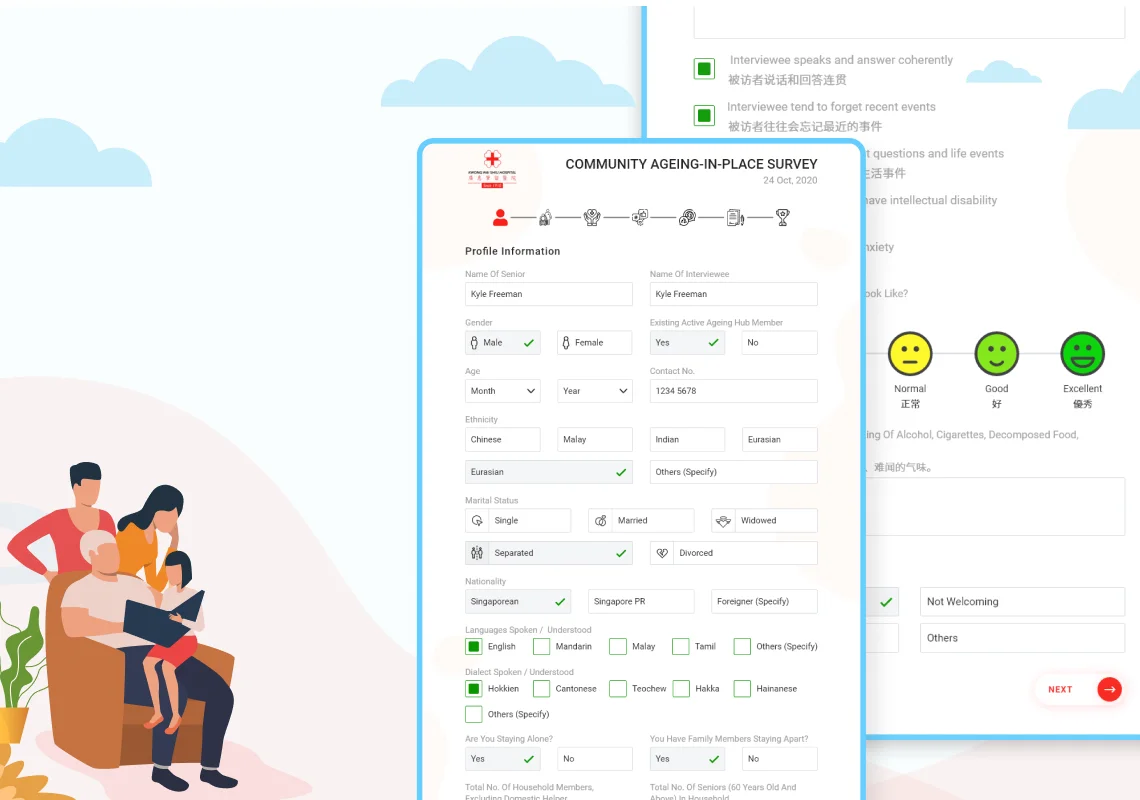 Interviewee speaks and answer coherently
被访者说话和回答连贯
Interviewee tend to forget recent events
被访者往往会忘记最近的事件
questions and life events
生活事件
have intellectual disability
nxiety
ook Like?
Normal
正常
Good
好
Excellent
優秀
ing Of Alcohol, Cigarettes, Decomposed Food,
、难闻的气味。
Not Welcoming
Others
NEXT
KWONG WAI SHIU HOSPITAL
COMMUNITY AGEING-IN-PLACE SURVEY
24 Oct, 2020
Profile Information
Name Of Senior
Name Of Interviewee
Kyle Freeman
Kyle Freeman
Gender
Existing Active Ageing Hub Member
Male
Female
Yes
No
Age
Contact No.
Month
Year
1234 5678
Ethnicity
Chinese
Malay
Indian
Eurasian
Eurasian
Others (Specify)
Marital Status
Single
Married
Widowed
Separated
Divorced
Nationality
Singaporean
Singapore PR
Foreigner (Specify)
Languages Spoken / Understood
English
Mandarin
Malay
Tamil
Others (Specify)
Dialect Spoken / Understood
Hokkien
Cantonese
Teochew
Hakka
Hainanese
Others (Specify)
Are You Staying Alone?
You Have Family Members Staying Apart?
Yes
No
Yes
No
Total No. Of Household Members,
Excluding Domestic Helper
Total No. Of Seniors (60 Years Old And
Above) In Household